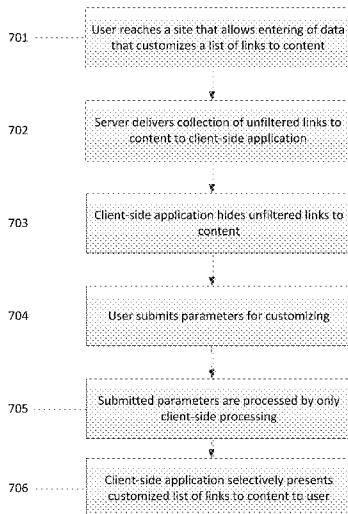 701
User reaches a site that allows entering of data
that customizes a list of links to content
702
Server delivers collection of unfiltered links to
content to client-side application
703
Client-side application hides unfiltered links to
content
704
User submits parameters for customizing
705
Submitted parameters are processed by only
client-side processing
706
Client-side application selectively presents
customized list of links to content to user